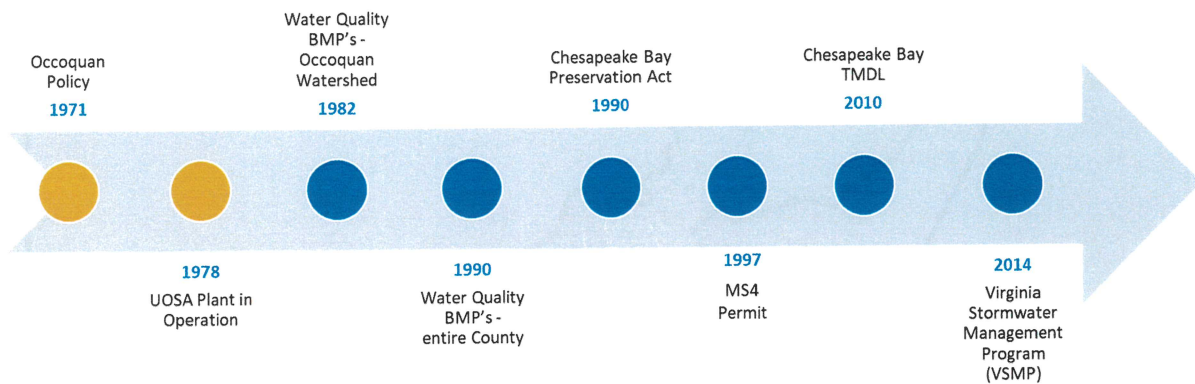 Occoquan
Policy
1971
1978
UOSA Plant in
Operation
Water Quality
BMP's -
Occoquan
Watershed
1982
1990
Water Quality
BMP's -
entire County
Chesapeake Bay
Preservation Act
1990
1997
MS4
Permit
Chesapeake Bay
TMDL
2010
2014
Virginia
Stormwater
Management
Program
(VSMP)